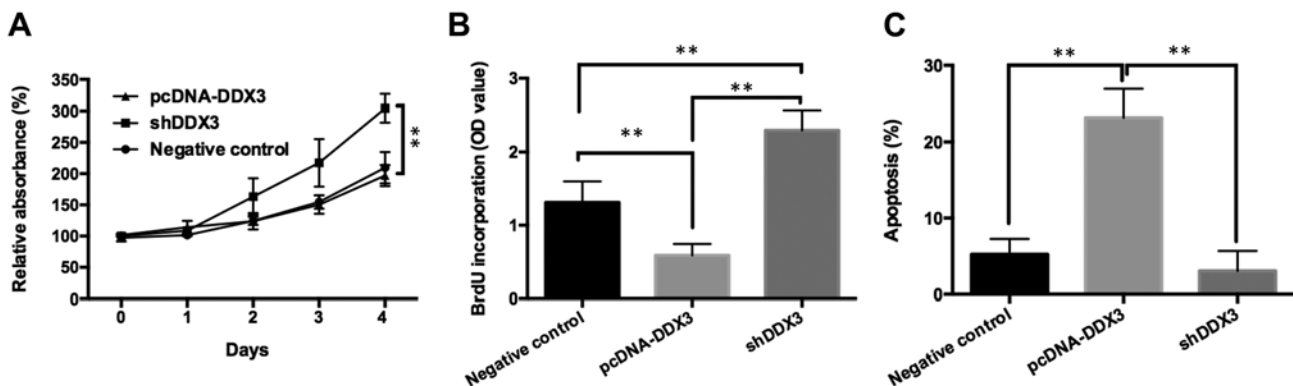 A
Relative absorbance (%)
350
300
250
200
150
100
50
0
pcDNA-DDX3
shDDX3
Negative control
**
0 1 2 3 4
Days
B
BrdU incorporation (OD value)
3
2
1
0
**
**
**
Negative control
pcDNA-DDX3
shDDX3
C
Apoptosis (%)
30
20
10
0
** **
Negative control
pcDNA-DDX3
shDDX3